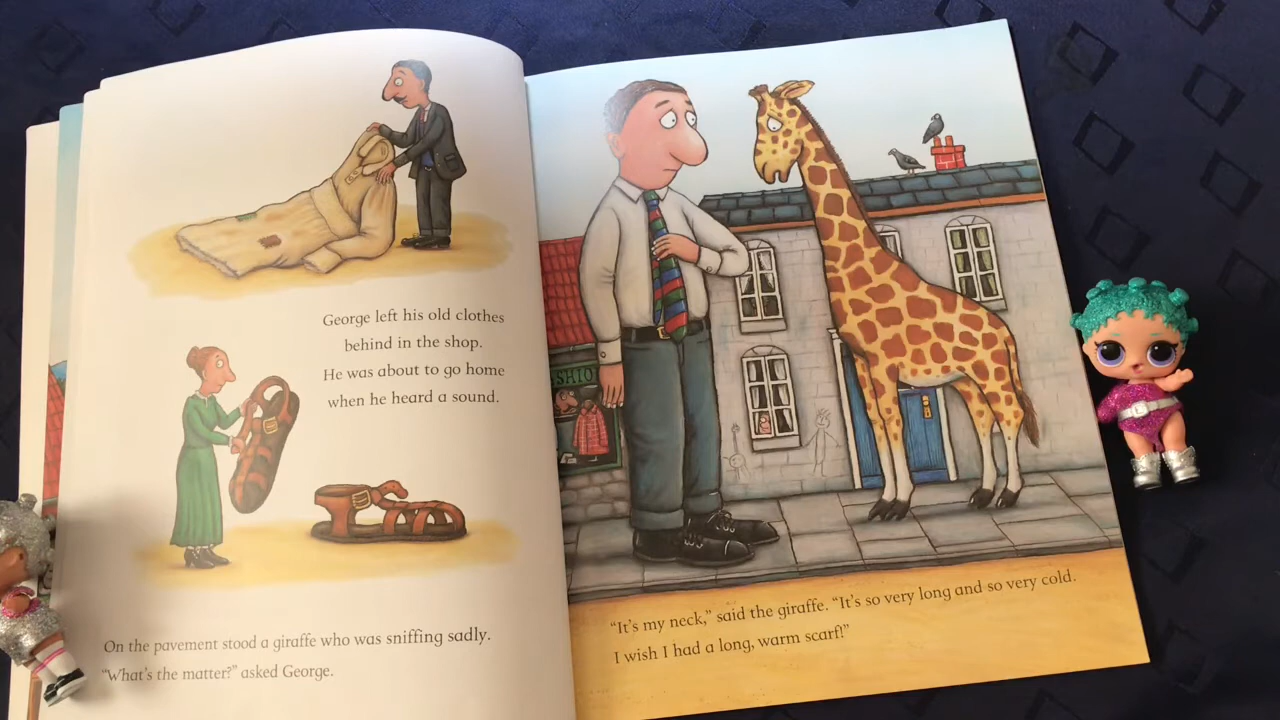 George left his old clothes
behind in the shop.
He was about to go home
when he heard a sound.
On the pavement stood a giraffe who was sniffing sadly.
“What’s the matter?” asked George.
“It’s my neck,” said the giraffe. “It’s so very long and so very cold.
I wish I had a long, warm scarf!”